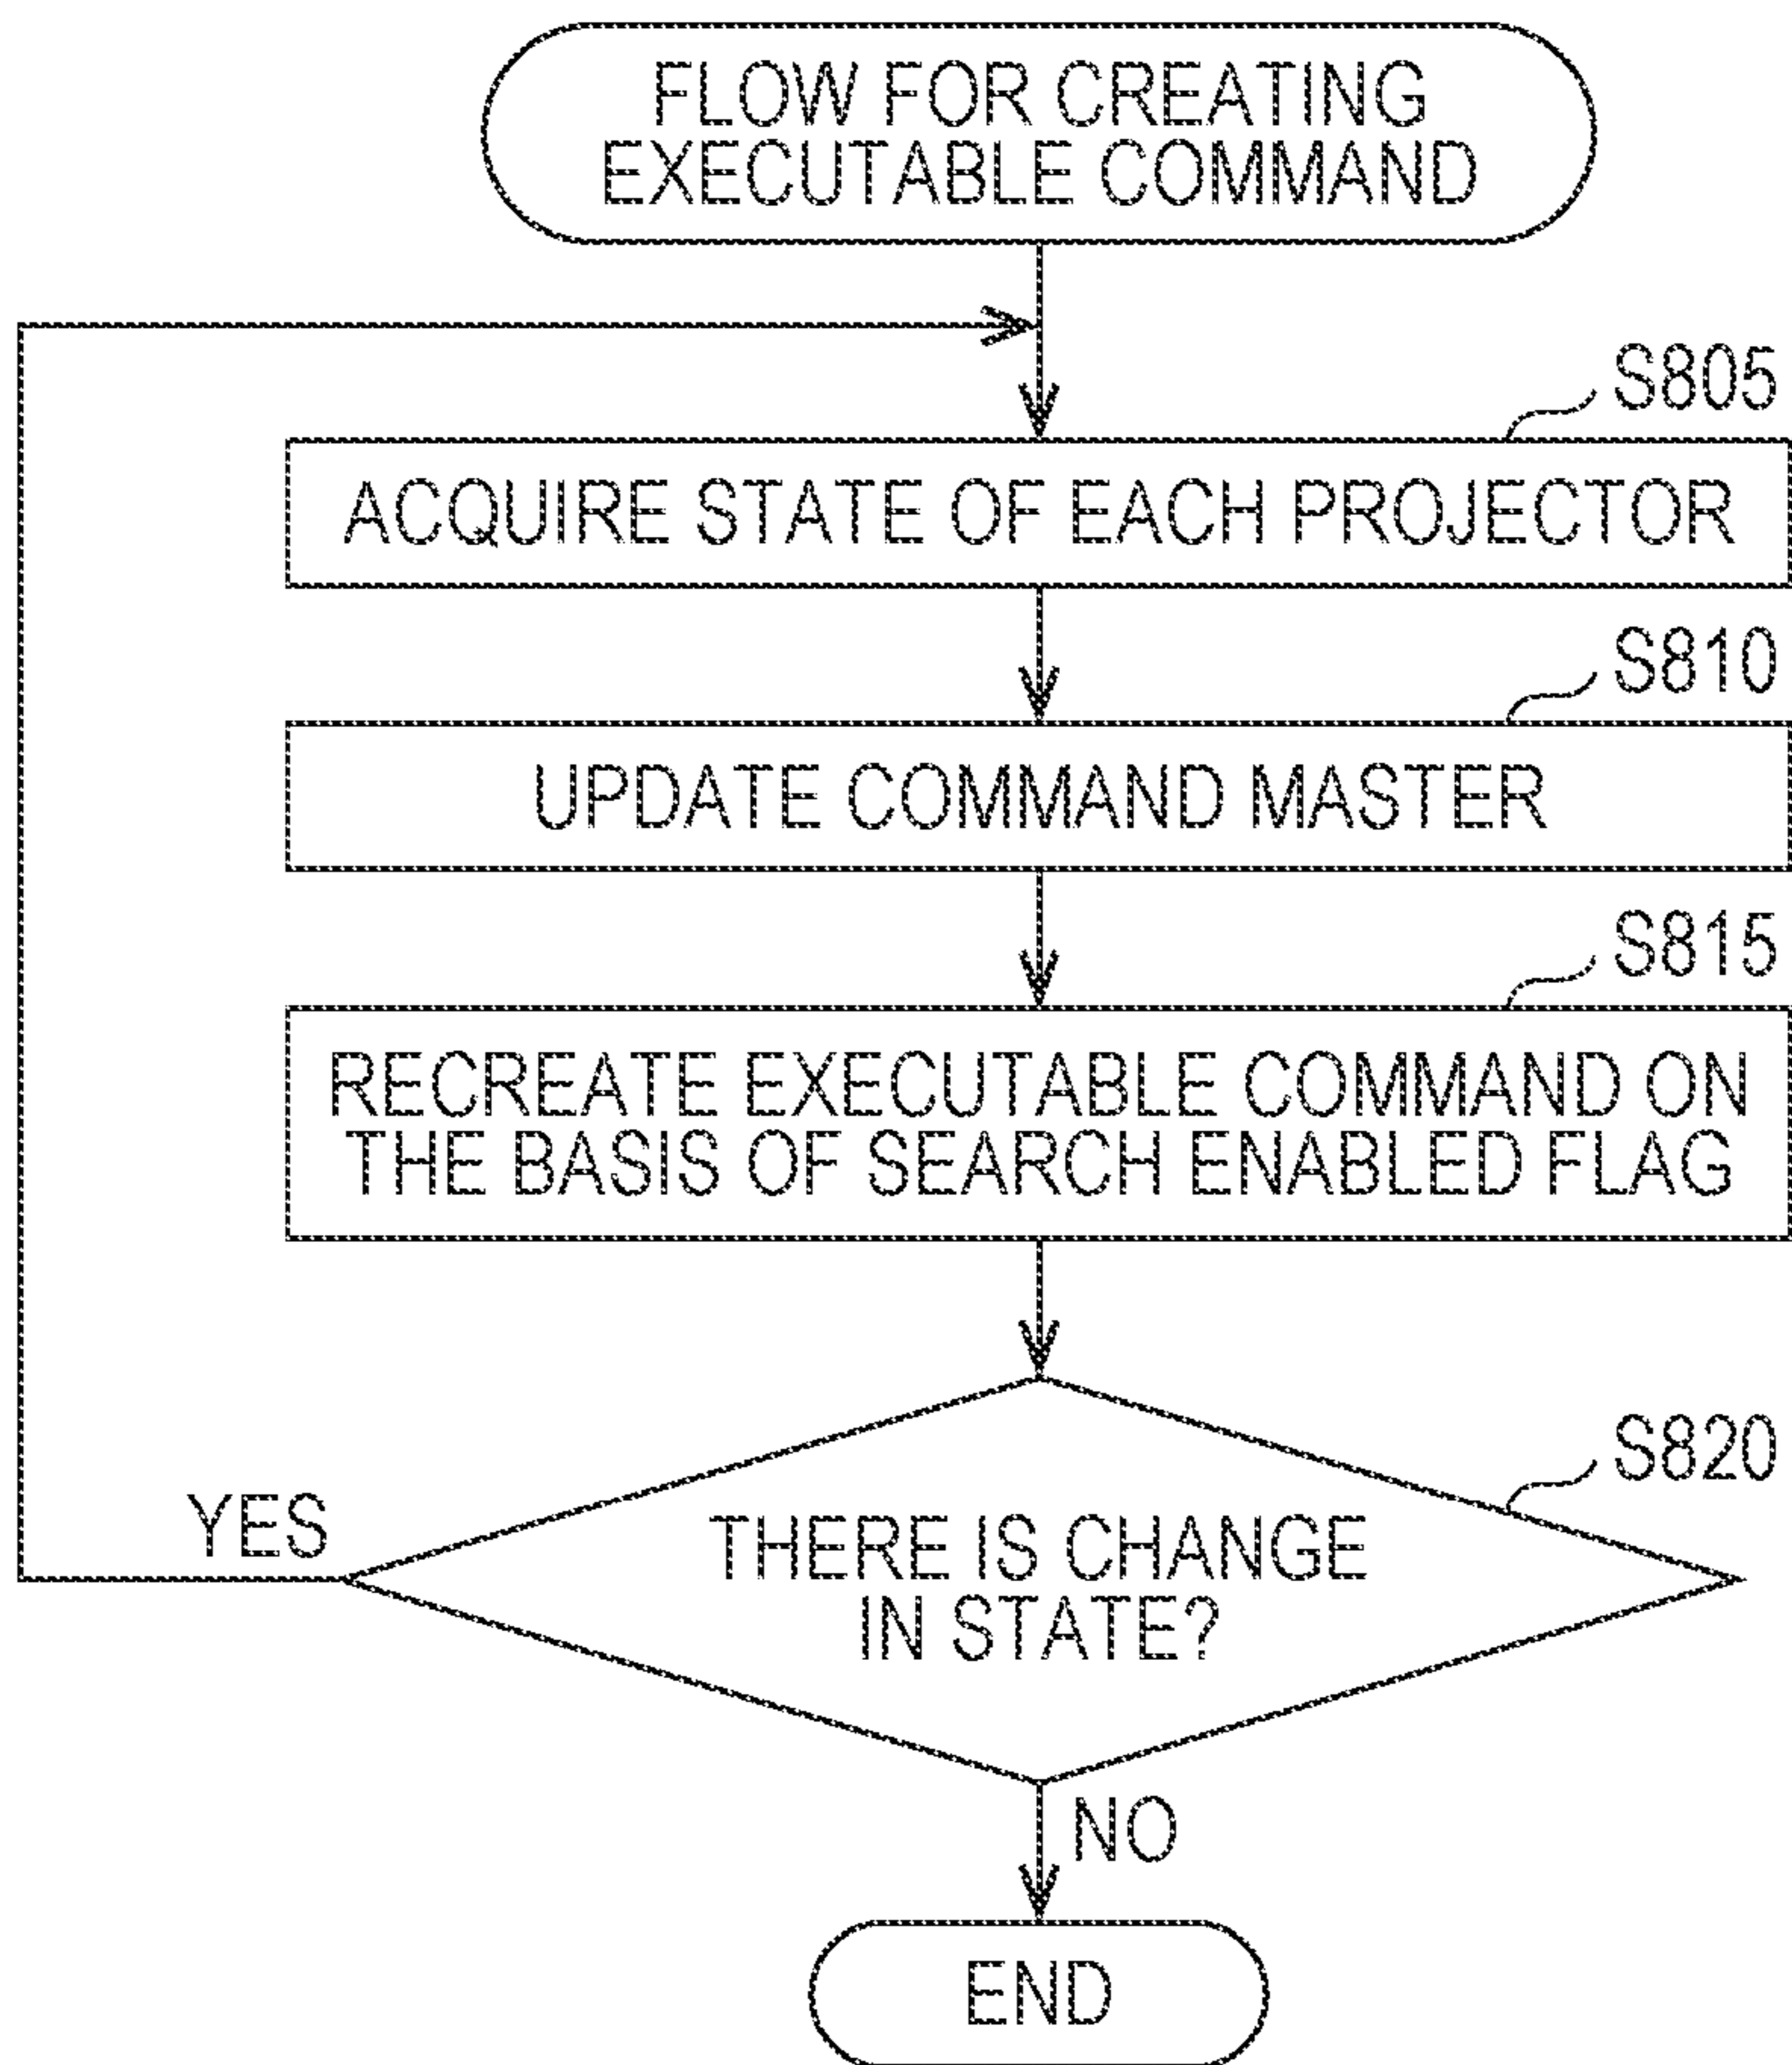 FLOW FOR CREATING
EXECUTABLE COMMAND
S805
ACQUIRE STATE OF EACH PROJECTOR
S810
UPDATE COMMAND MASTER
S815
RECREATE EXECUTABLE COMMAND ON
THE BASIS OF SEARCH ENABLED FLAG
S820
YES
THERE IS CHANGE
IN STATE?
NO
END